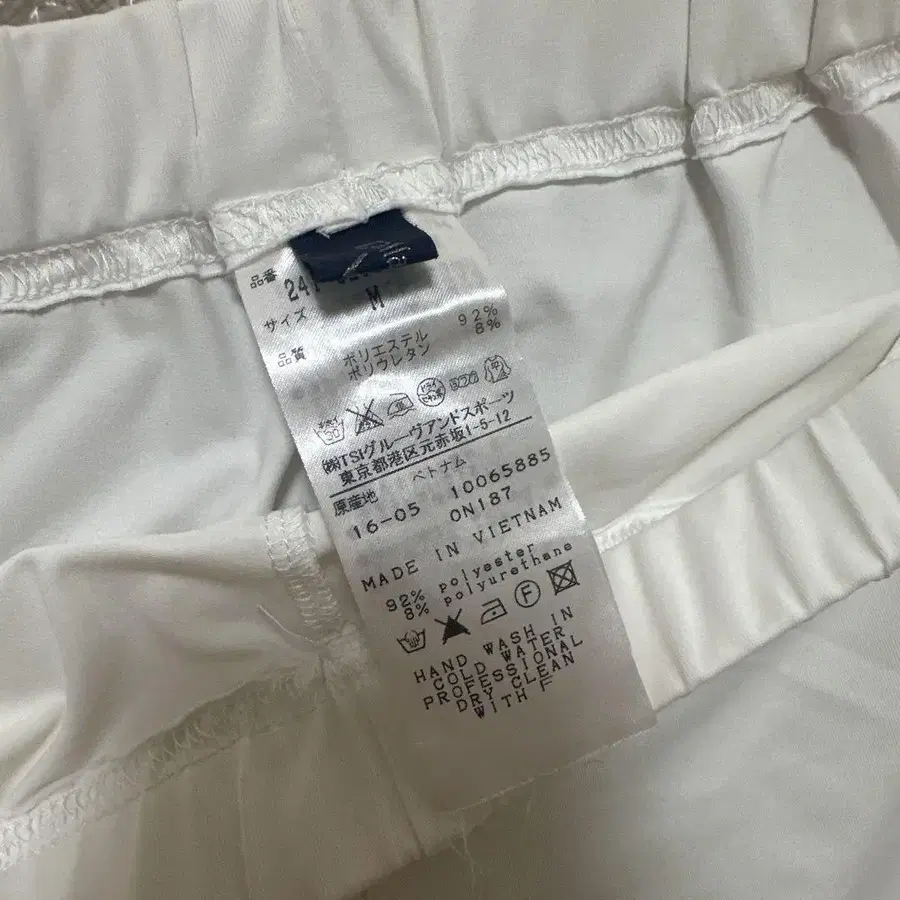 品番 241
サイズ M
品質 ポリエステル 92%
ポリウレタン 8%
㈱TSIグルーヴアンドスポーツ
東京都港区元赤坂1-5-12
原産地 ベトナム
16-05 10065885
0N187
MADE IN VIETNAM
92% polyester
8% polyurethane
F
HAND WASH IN
COLD WATER
PROFESSIONAL
DRY CLEAN
WITH F